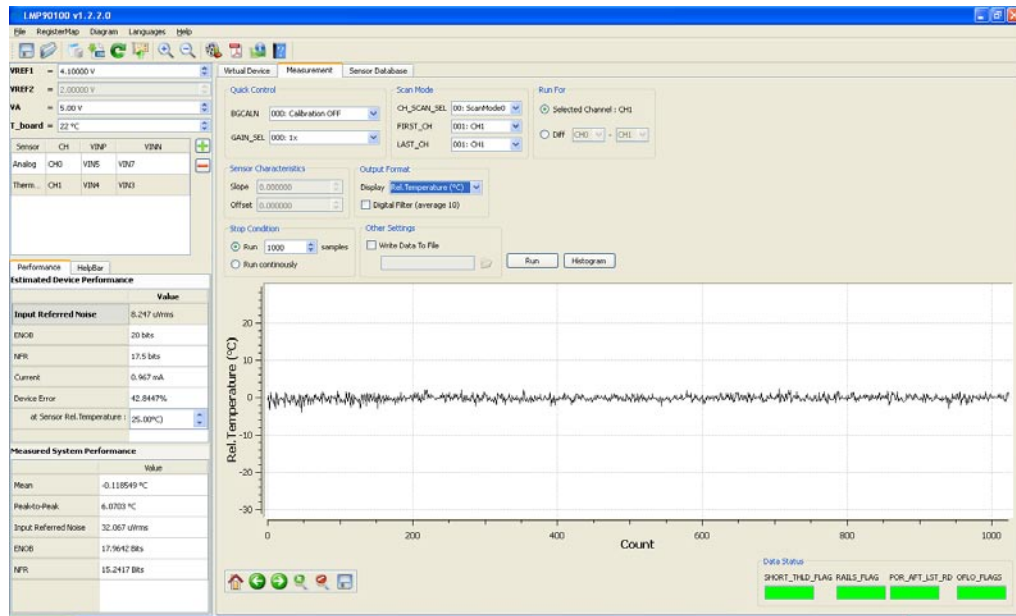 LMP90100 v1.2.2.0
File RegisterMap Diagram Languages Help
VREF1 = 4.10000 V
VREF2 = 2.00000 V
VA = 5.00 V
T_board = 22 °C
Sensor CH VINP VINN
Analog CH0 VIN5 VIN7
Therm... CH1 VIN4 VIN3
Performance HelpBar
Estimated Device Performance
Value
Input Referred Noise 8.247 uVrms
ENOB 20 bits
NFR 17.5 bits
Current 0.967 mA
Device Error 42.8447%
at Sensor Rel.Temperature : 25.00°C)
Measured System Performance
Value
Mean -0.118549 °C
Peak-to-Peak 6.0703 °C
Input Referred Noise 32.067 uVrms
ENOB 17.9642 Bits
NFR 15.2417 Bits
Virtual Device Measurement Sensor Database
Quick Control
BGCALN 000: Calibration OFF
GAIN_SEL 000: 1x
Scan Mode
CH_SCAN_SEL 00: ScanMode0
FIRST_CH 001: CH1
LAST_CH 001: CH1
Run For
Selected Channel : CH1
Diff CH0 - CH1
Sensor Characteristics
Slope 0.000000
Offset 0.000000
Output Format
Display Rel.Temperature (°C)
Digital Filter (average 10)
Stop Condition
Run 1000 samples
Run continously
Other Settings
Write Data To File
Run Histogram
Rel.Temperature (°C)
20
10
0
-10
-20
-30
0 200 400 600 800 1000
Count
Data Status
SHORT_THLD_FLAG RAILS_FLAG POR_AFT_LST_RD OFLO_FLAGS